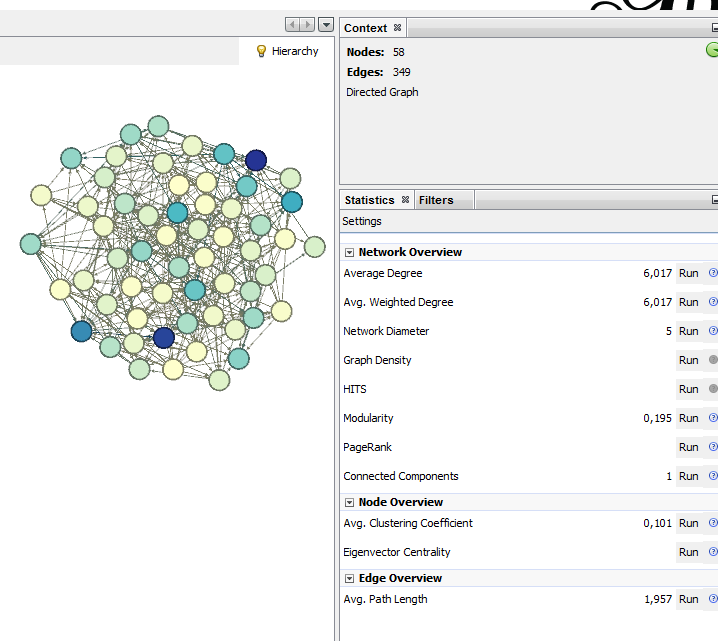 Context
Nodes: 58
Hierarchy
Edges: 349
Directed Graph
Statistics Filters
Settings
Network Overview
Average Degree 6,017 Run
Avg. Weighted Degree 6,017 Run
Network Diameter 5 Run
Graph Density Run
HITS Run
Modularity 0,195 Run
PageRank Run
Connected Components 1 Run
Node Overview
Avg. Clustering Coefficient 0,101 Run
Eigenvector Centrality Run
Edge Overview
Avg. Path Length 1,957 Run